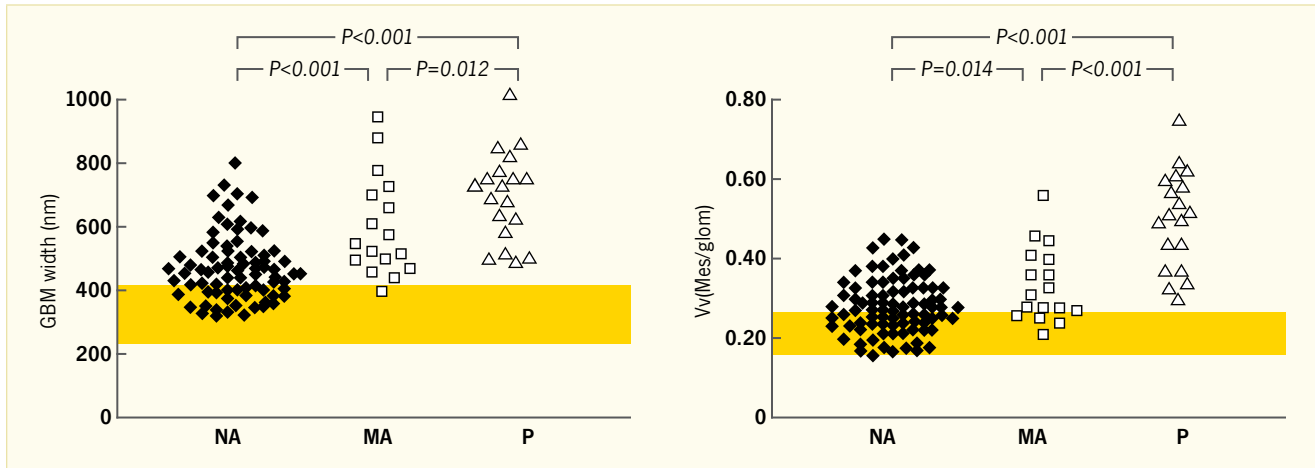 P<0.001
P<0.001 P=0.012
GBM width (nm)
1000
800
600
400
200
0
NA MA P
P<0.001
P=0.014 P<0.001
Vv(Mes/glom)
0.80
0.60
0.40
0.20
0
NA MA P